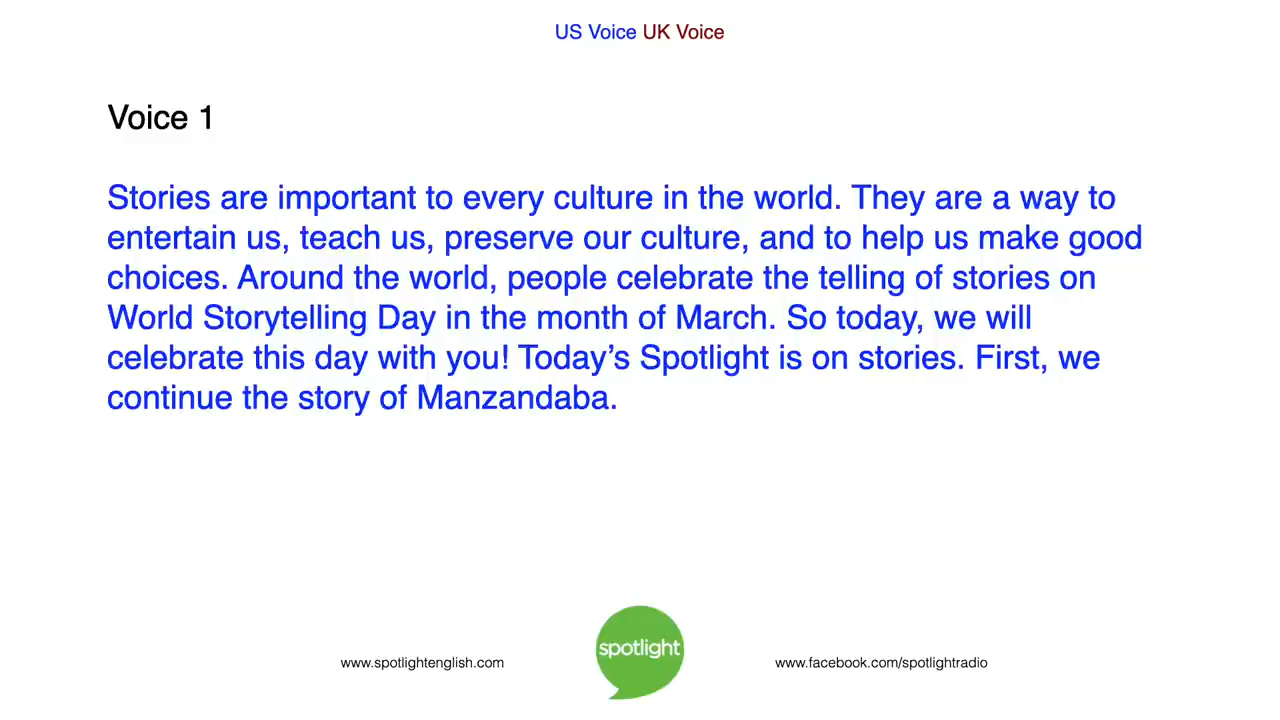 US Voice UK Voice
Voice 1
Stories are important to every culture in the world. They are a way to
entertain us, teach us, preserve our culture, and to help us make good
choices. Around the world, people celebrate the telling of stories on
World Storytelling Day in the month of March. So today, we will
celebrate this day with you! Today’s Spotlight is on stories. First, we
continue the story of Manzandaba.
spotlight
www.spotlightenglish.com
www.facebook.com/spotlightradio